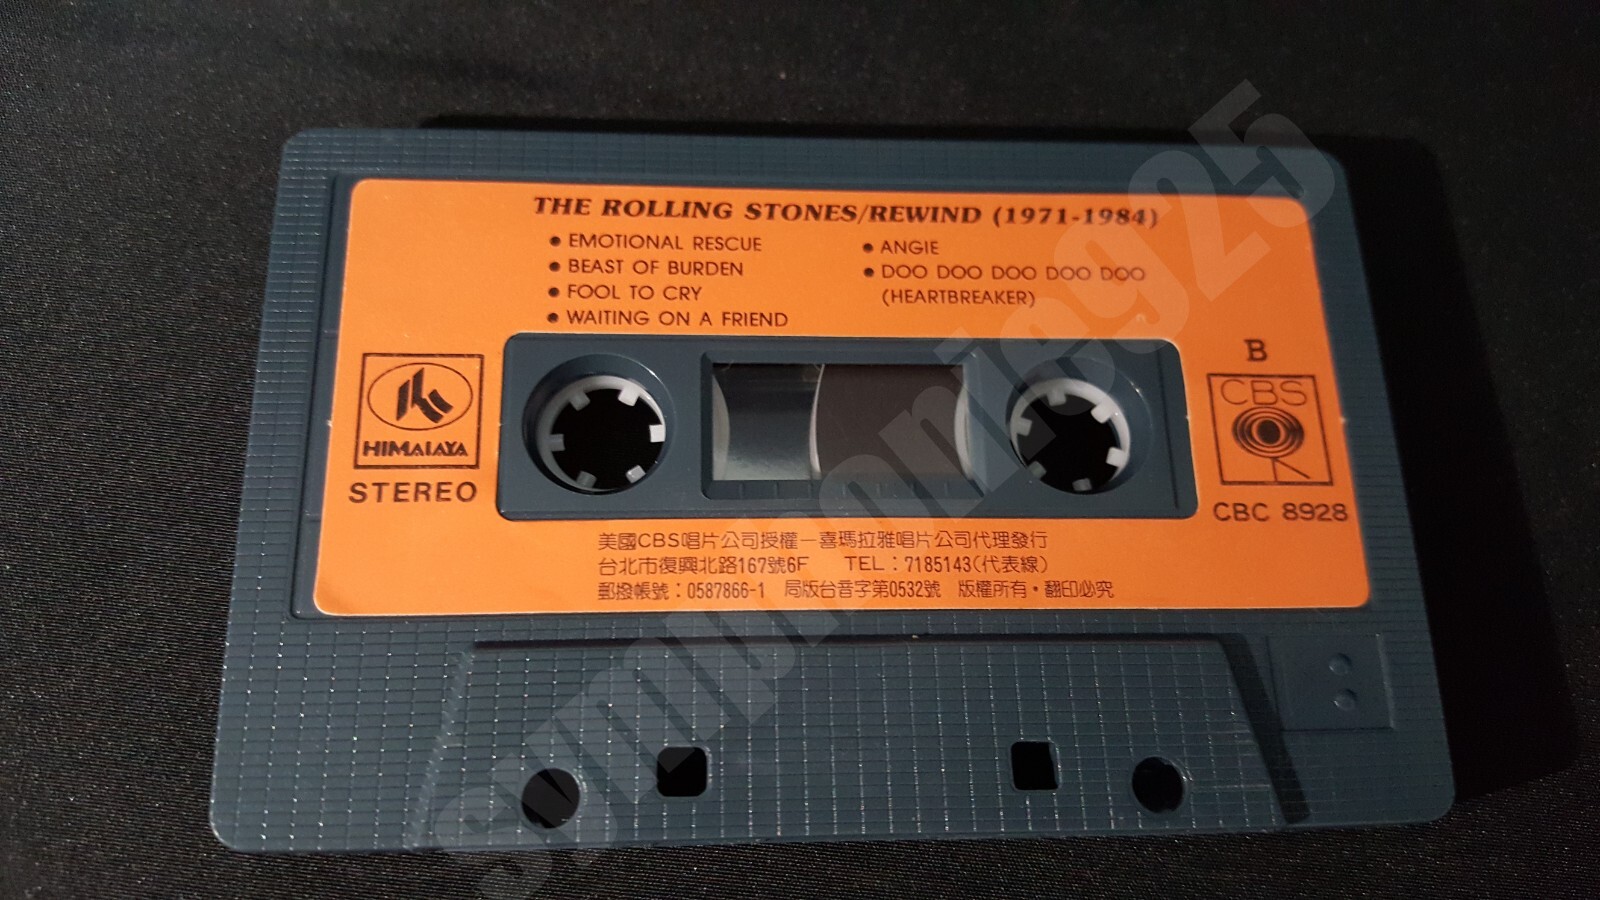 THE ROLLING STONES/REWIND (1971-1984)
● EMOTIONAL RESCUE
● BEAST OF BURDEN
● FOOL TO CRY
● WAITING ON A FRIEND
● ANGIE
● DOO DOO DOO DOO DOO
(HEARTBREAKER)
HIMALAYA
STEREO
B
CBS
CBC 8928
美國CBS唱片公司授權－喜瑪拉雅唱片公司代理發行
台北市復興北路167號6F TEL：7185143(代表線)
郵撥帳號：0587866-1 局版台音字第0532號 版權所有・翻印必究
symphonieg25